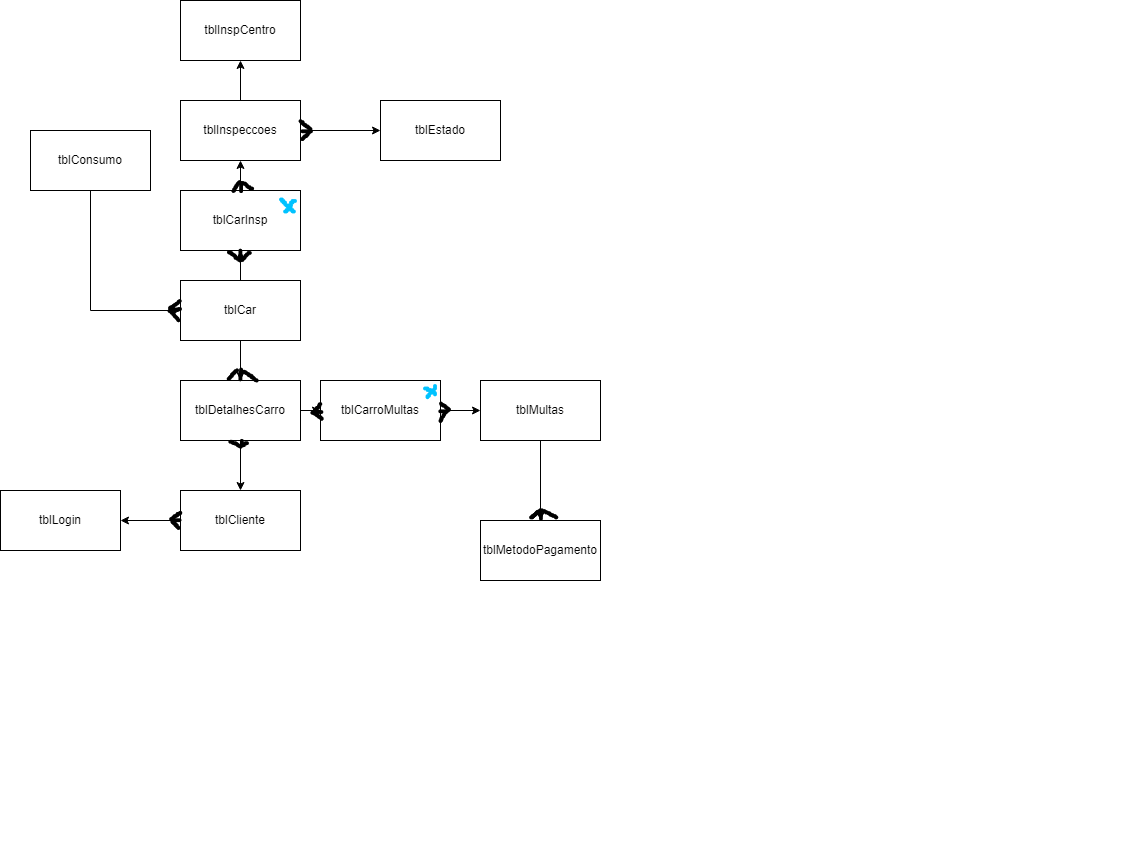 tblInspCentro
tblInspeccoes
tblEstado
tblConsumo
tblCarInsp
tblCar
tblDetalhesCarro
tblCarroMultas
tblMultas
tblLogin
tblCliente
tblMetodoPagamento